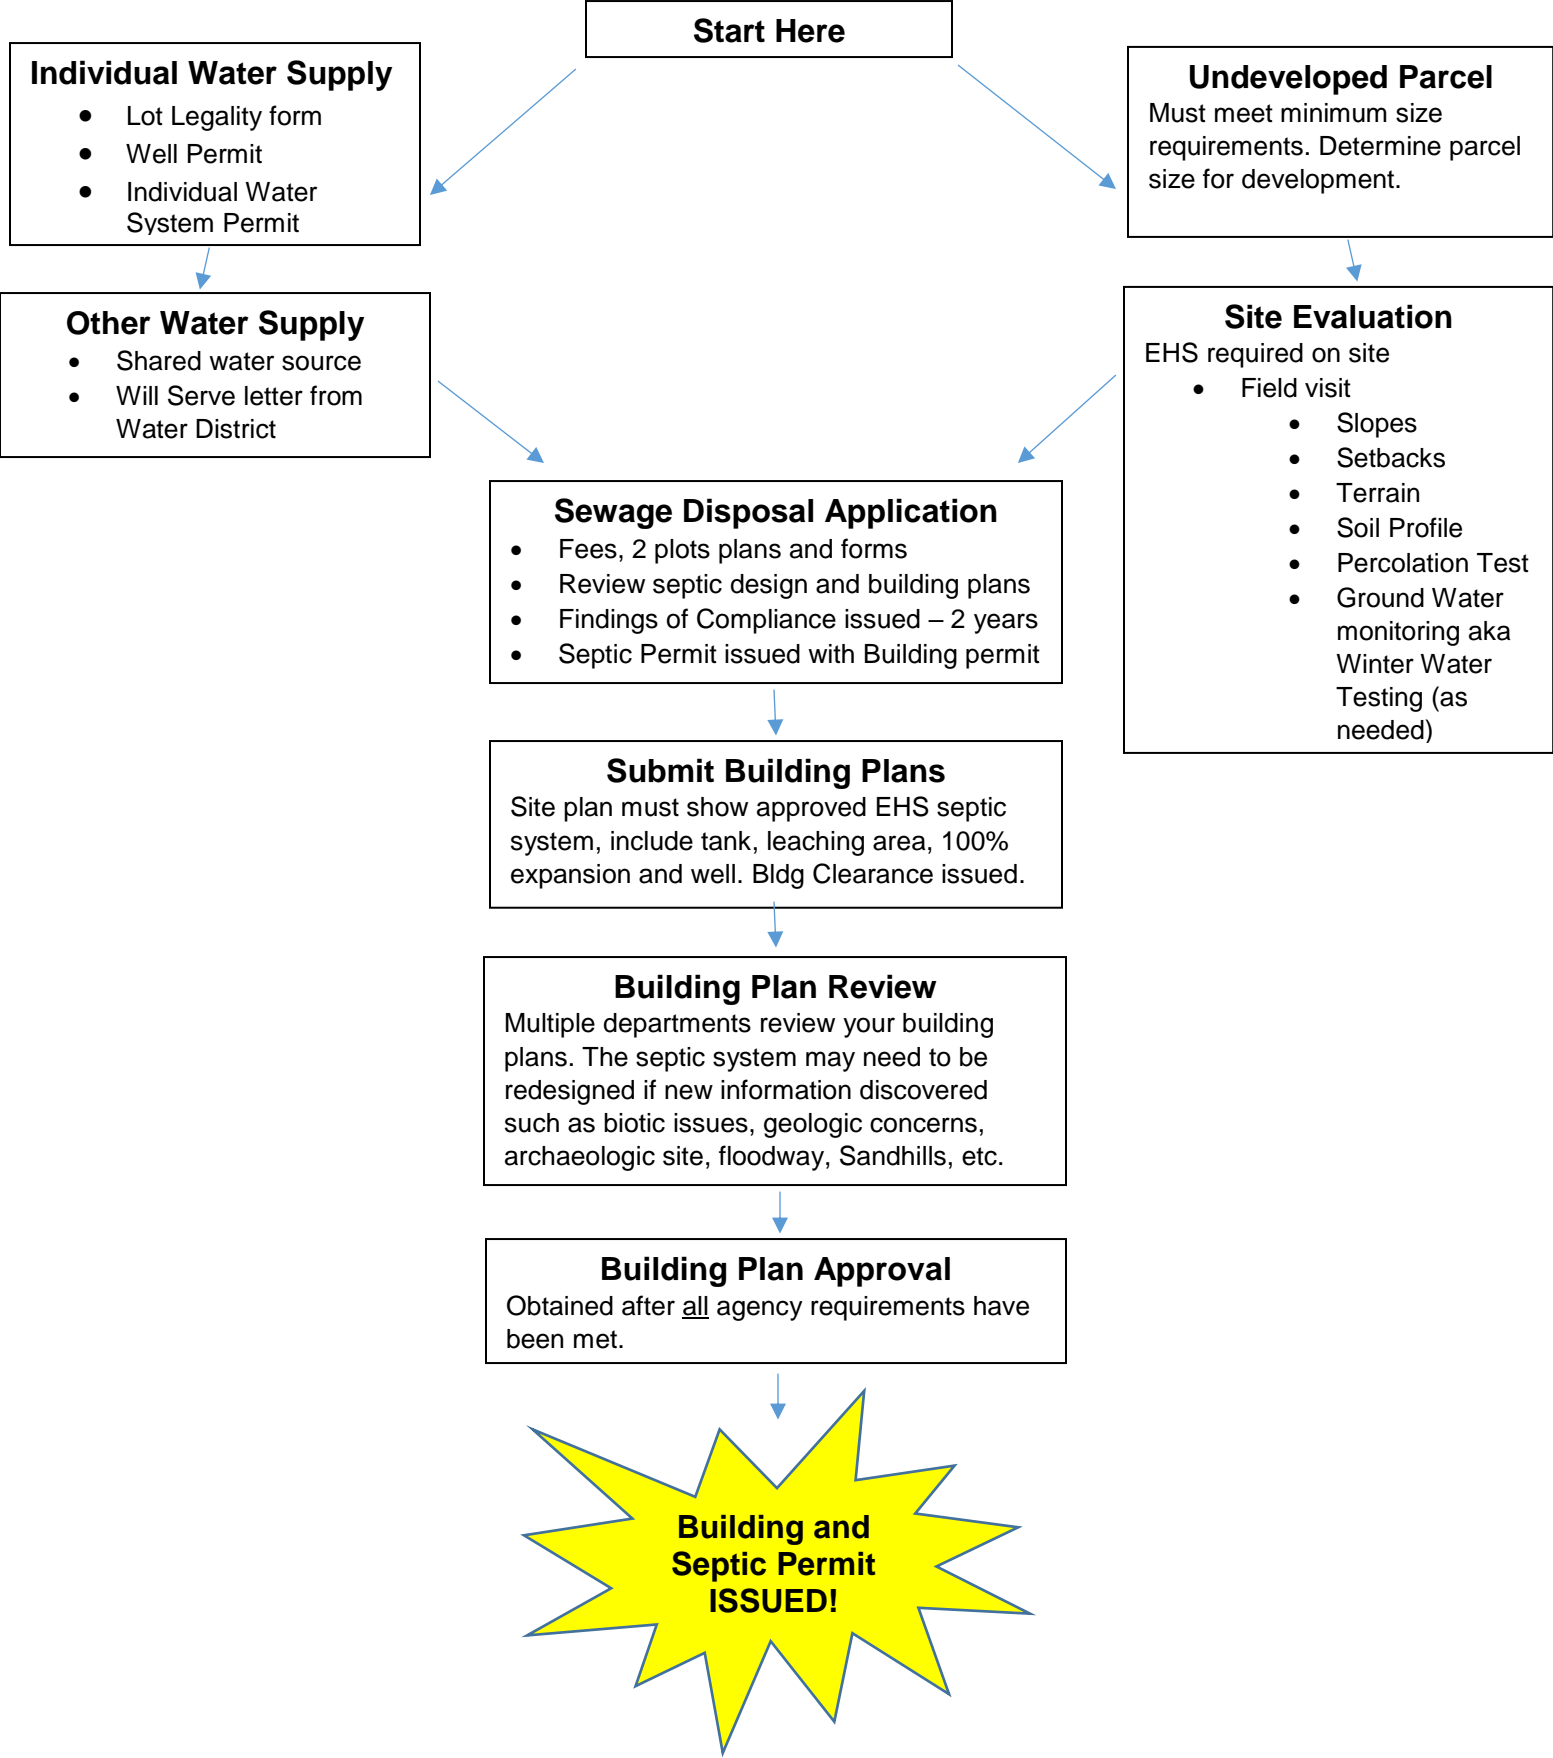 Start Here
Individual Water Supply
• Lot Legality form
• Well Permit
• Individual Water
System Permit
Other Water Supply
• Shared water source
• Will Serve letter from
Water District
Undeveloped Parcel
Must meet minimum size
requirements. Determine parcel
size for development.
Site Evaluation
EHS required on site
• Field visit
• Slopes
• Setbacks
• Terrain
• Soil Profile
• Percolation Test
• Ground Water
monitoring aka
Winter Water
Testing (as
needed)
Sewage Disposal Application
• Fees, 2 plots plans and forms
• Review septic design and building plans
• Findings of Compliance issued – 2 years
• Septic Permit issued with Building permit
Submit Building Plans
Site plan must show approved EHS septic
system, include tank, leaching area, 100%
expansion and well. Bldg Clearance issued.
Building Plan Review
Multiple departments review your building
plans. The septic system may need to be
redesigned if new information discovered
such as biotic issues, geologic concerns,
archaeologic site, floodway, Sandhills, etc.
Building Plan Approval
Obtained after all agency requirements have
been met.
Building and
Septic Permit
ISSUED!